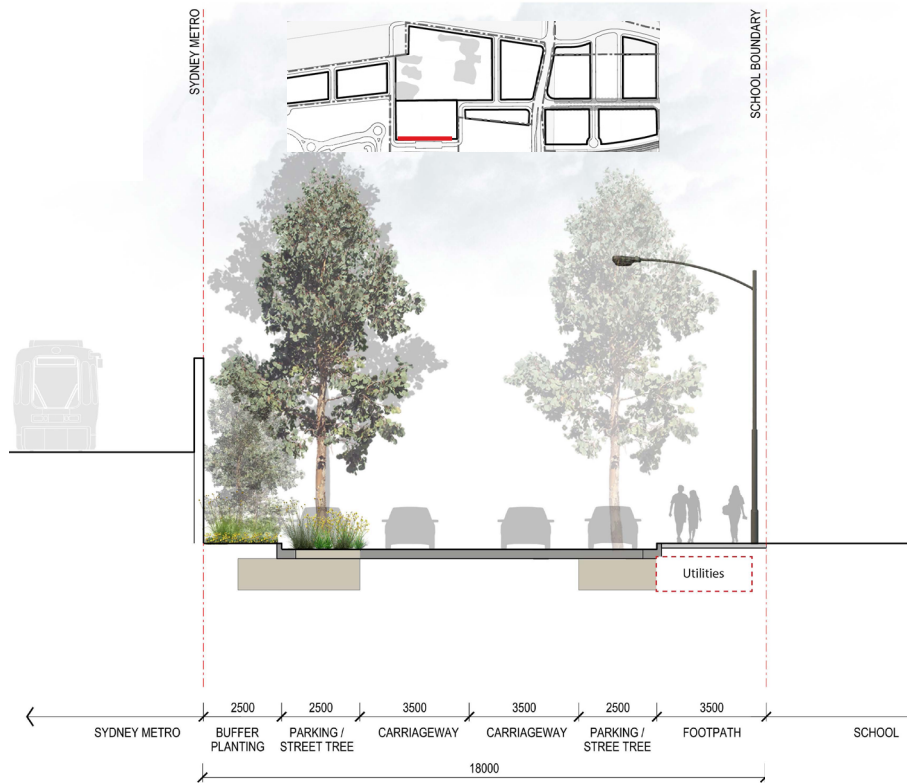 SYDNEY METRO
SCHOOL BOUNDARY
Utilities
2500 2500 3500 3500 2500 3500
SYDNEY METRO BUFFER PARKING / CARRIAGEWAY CARRIAGEWAY PARKING / FOOTPATH SCHOOL
PLANTING STREET TREE STREE TREE
18000